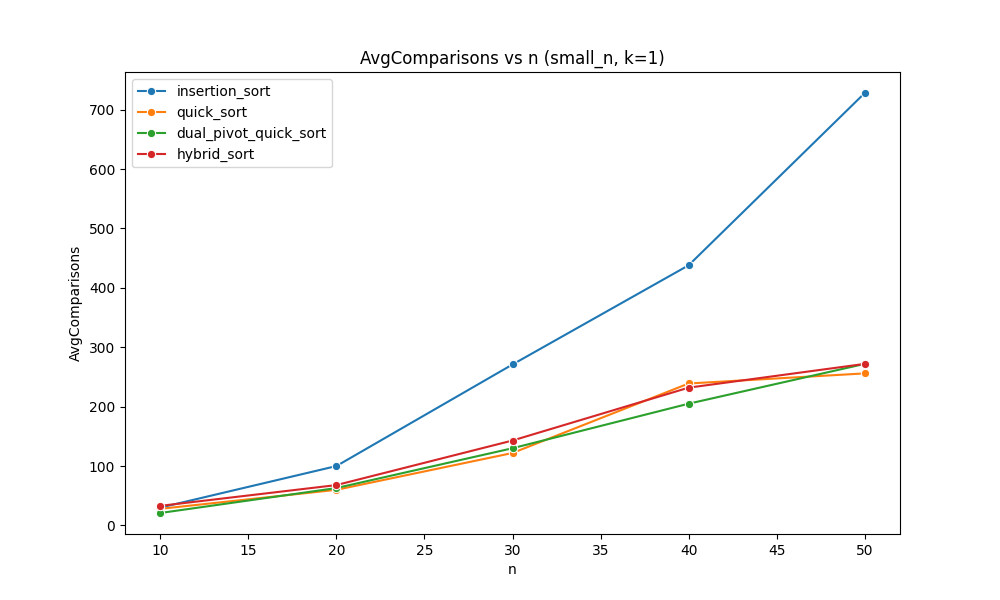 AvgComparisons vs n (small_n, k=1)
insertion_sort
quick_sort
dual_pivot_quick_sort
hybrid_sort
AvgComparisons
700
600
500
400
300
200
100
0
10 15 20 25 30 35 40 45 50
n